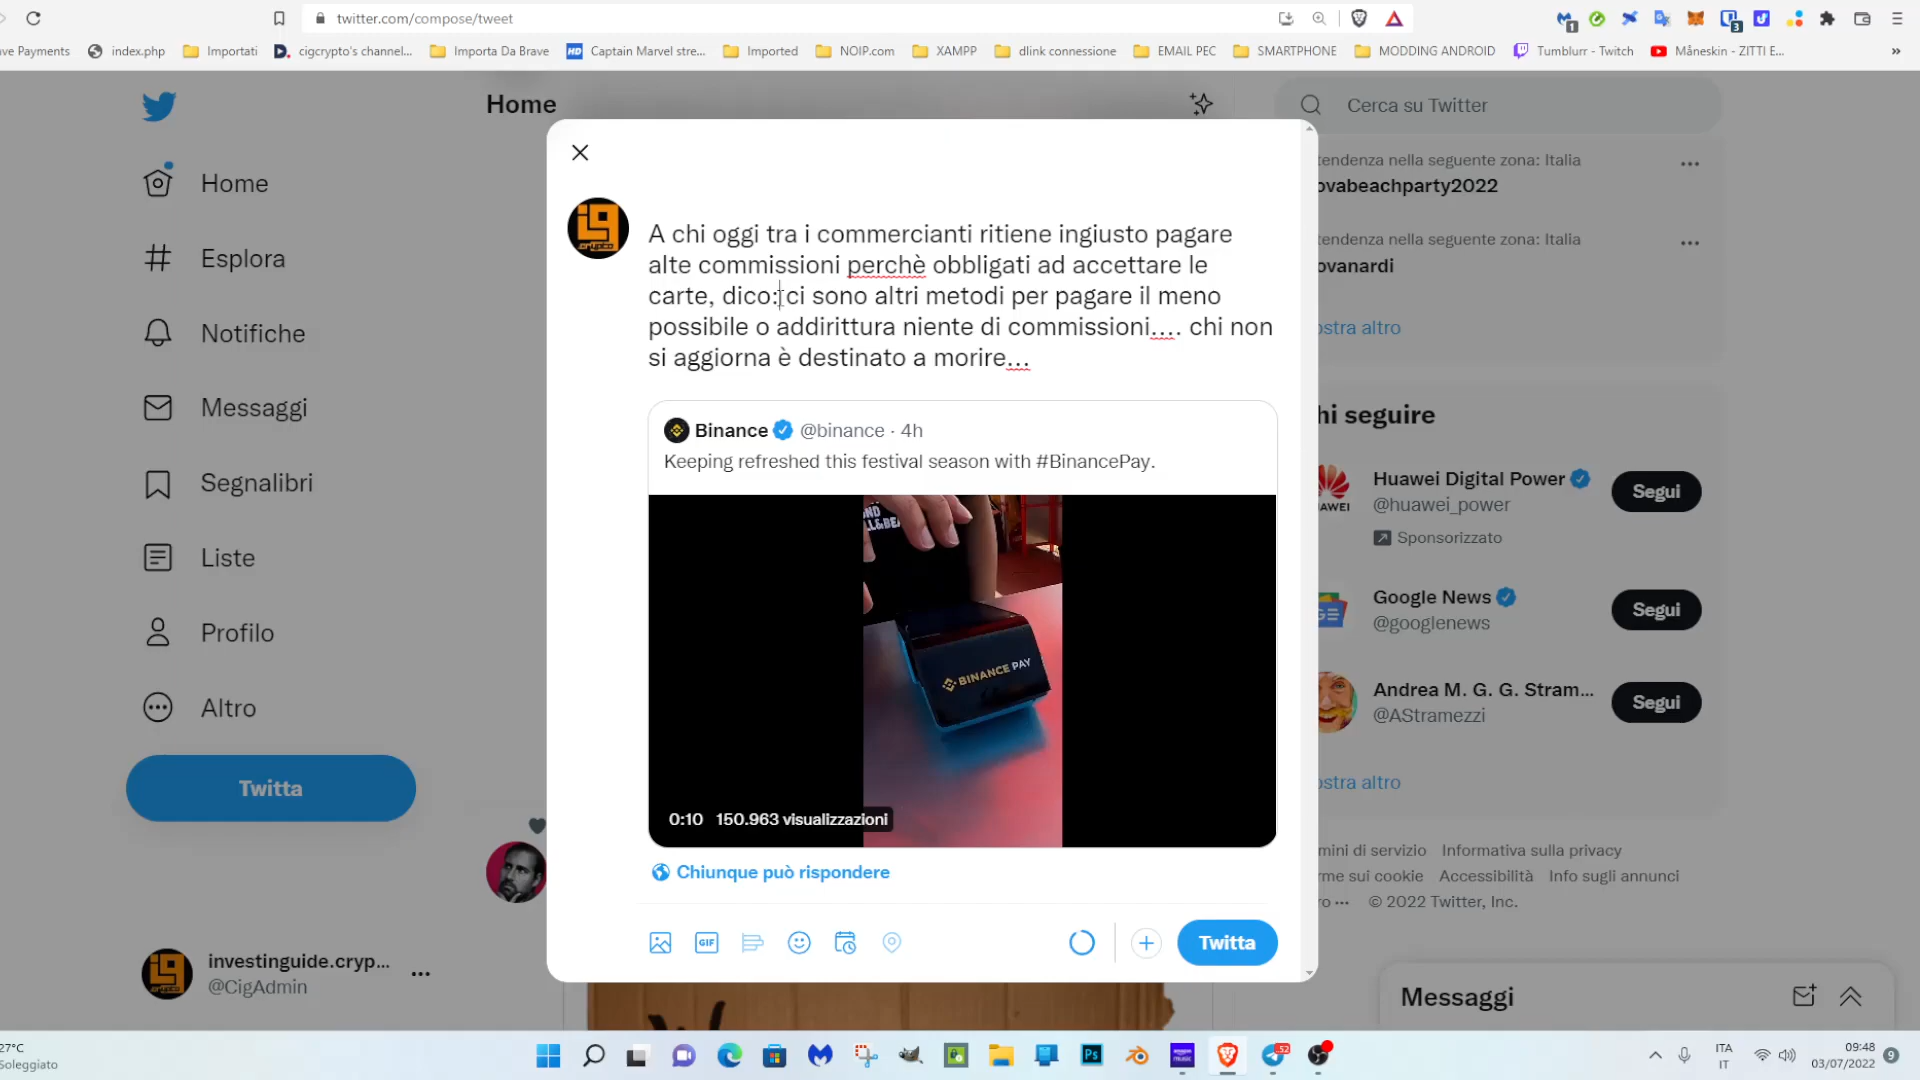 twitter.com/compose/tweet
ve Payments
index.php
Importati
cigcrypto's channel...
Importa Da Brave
HD
Captain Marvel stre...
Imported
NOIP.com
XAMPP
dlink connessione
EMAIL PEC
SMARTPHONE
MODDING ANDROID
Tumblurr - Twitch
Måneskin - ZITTI E...
Home
Cerca su Twitter
Home
Esplora
Notifiche
Messaggi
Segnalibri
Liste
Profilo
Altro
Twitta
investinguide.cryp...
@CigAdmin
A chi oggi tra i commercianti ritiene ingiusto pagare
alte commissioni perchè obbligati ad accettare le
carte, dico: ci sono altri metodi per pagare il meno
possibile o addirittura niente di commissioni.... chi non
si aggiorna è destinato a morire...
Binance @binance · 4h
Keeping refreshed this festival season with #BinancePay.
BINANCE PAY
0:10 150.963 visualizzazioni
Chiunque può rispondere
GIF
Twitta
tendenza nella seguente zona: Italia
ovabeachparty2022
tendenza nella seguente zona: Italia
ovanardi
ostra altro
hi seguire
Huawei Digital Power
@huawei_power
Sponsorizzato
Segui
Google News
@googlenews
Segui
Andrea M. G. G. Stram...
@AStramezzi
Segui
ostra altro
mini di servizio Informativa sulla privacy
rme sui cookie Accessibilità Info sugli annunci
ro ··· © 2022 Twitter, Inc.
Messaggi
27°C
Soleggiato
Ps
52
ITA
IT
09:48
03/07/2022
9